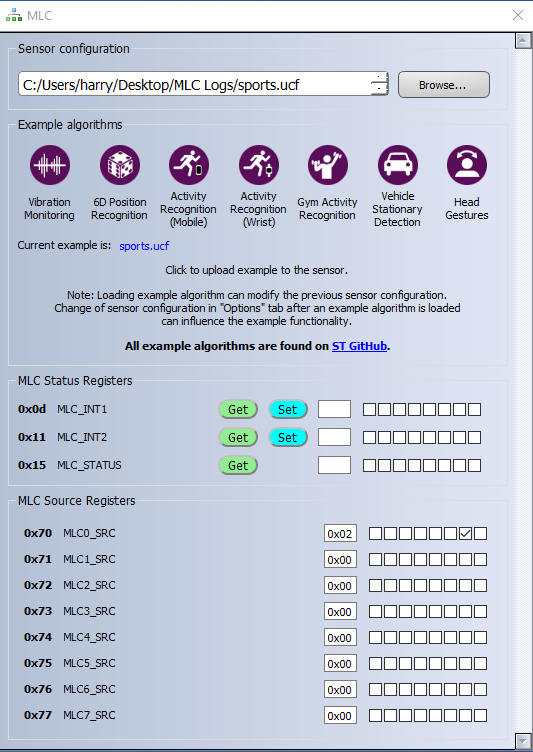 MLC
Sensor configuration
C:/Users/harry/Desktop/MLC Logs/sports.ucf
Browse...
Example algorithms
Vibration
Monitoring
6D Position
Recognition
Activity
Recognition
(Mobile)
Activity
Recognition
(Wrist)
Gym Activity
Recognition
Vehicle
Stationary
Detection
Head
Gestures
Current example is: sports.ucf
Click to upload example to the sensor.
Note: Loading example algorithm can modify the previous sensor configuration.
Change of sensor configuration in "Options" tab after an example algorithm is loaded
can influence the example functionality.
All example algorithms are found on ST GitHub.
MLC Status Registers
0x0d MLC_INT1 Get Set
0x11 MLC_INT2 Get Set
0x15 MLC_STATUS Get
MLC Source Registers
0x70 MLC0_SRC 0x02
0x71 MLC1_SRC 0x00
0x72 MLC2_SRC 0x00
0x73 MLC3_SRC 0x00
0x74 MLC4_SRC 0x00
0x75 MLC5_SRC 0x00
0x76 MLC6_SRC 0x00
0x77 MLC7_SRC 0x00